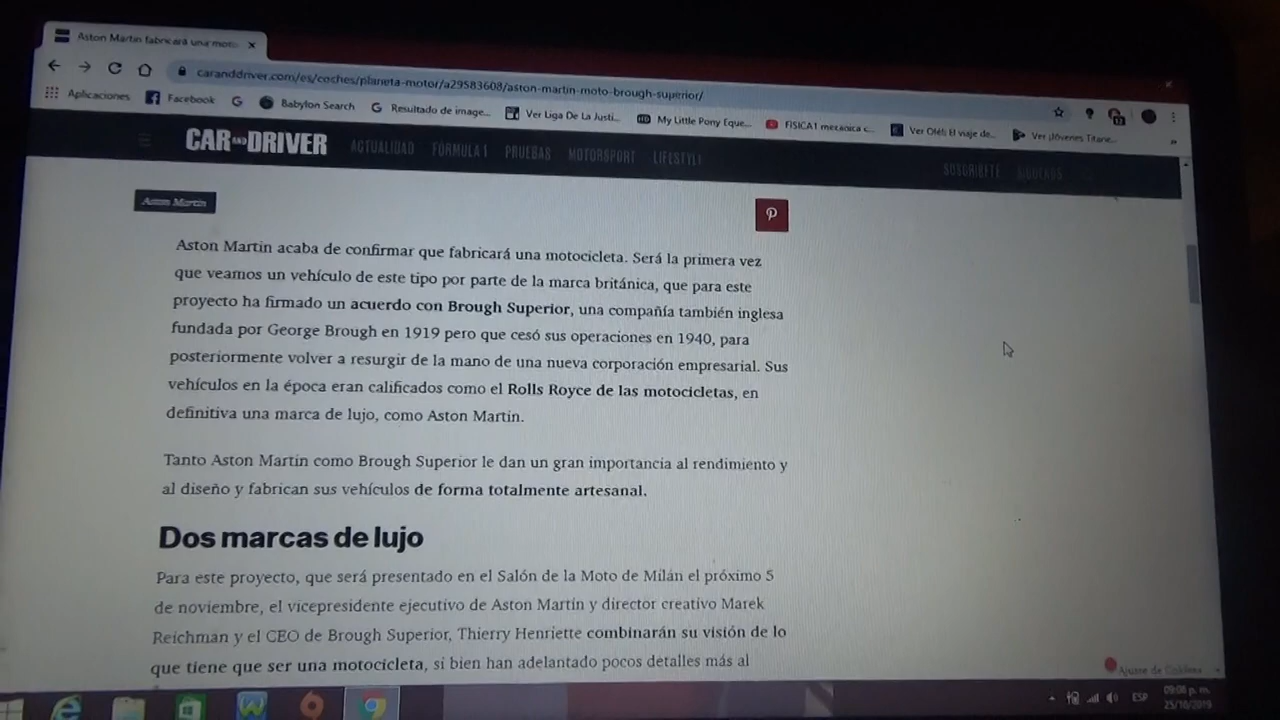 Aston Martin fabricará una moto
caranddriver.com/es/coches/planeta-motor/a29583608/aston-martin-moto-brough-superior/
Aplicaciones Facebook Babylon Search Resultado de image... Ver Liga De La Justi... My Little Pony Eque... FISICA1 mecanica c... Ver Olé!: El viaje de... Ver ¡Jóvenes Titane...
CAR AND DRIVER ACTUALIDAD FÓRMULA 1 PRUEBAS MOTORSPORT LIFESTYLE SUSCRÍBETE
Aston Martin
Aston Martin acaba de confirmar que fabricará una motocicleta. Será la primera vez
que veamos un vehículo de este tipo por parte de la marca británica, que para este
proyecto ha firmado un acuerdo con Brough Superior, una compañía también inglesa
fundada por George Brough en 1919 pero que cesó sus operaciones en 1940, para
posteriormente volver a resurgir de la mano de una nueva corporación empresarial. Sus
vehículos en la época eran calificados como el Rolls Royce de las motocicletas, en
definitiva una marca de lujo, como Aston Martin.
Tanto Aston Martin como Brough Superior le dan un gran importancia al rendimiento y
al diseño y fabrican sus vehículos de forma totalmente artesanal.
Dos marcas de lujo
Para este proyecto, que será presentado en el Salón de la Moto de Milán el próximo 5
de noviembre, el vicepresidente ejecutivo de Aston Martin y director creativo Marek
Reichman y el CEO de Brough Superior, Thierry Henriette combinarán su visión de lo
que tiene que ser una motocicleta, si bien han adelantado pocos detalles más al
Ajuste de Cookies
ESP
09:08 p. m.
25/10/2019